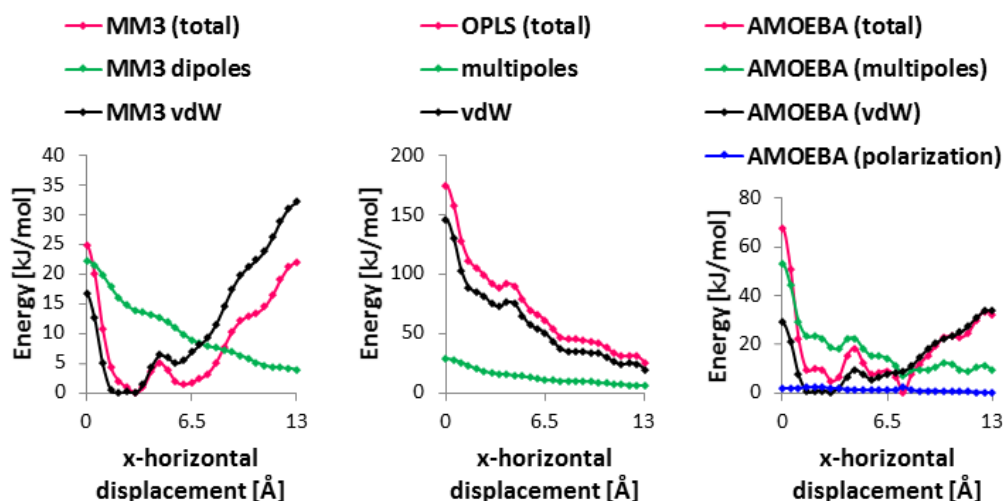 MM3 (total)
MM3 dipoles
MM3 vdW
40
35
30
25
20
15
10
5
0
Energy [kJ/mol]
0
6.5
13
x-horizontal
displacement [Å]
OPLS (total)
multipoles
vdW
200
150
100
50
0
Energy [kJ/mol]
0
6.5
13
x-horizontal
displacement [Å]
AMOEBA (total)
AMOEBA (multipoles)
AMOEBA (vdW)
AMOEBA (polarization)
80
60
40
20
0
Energy [kJ/mol]
0
6.5
13
x-horizontal
displacement [Å]